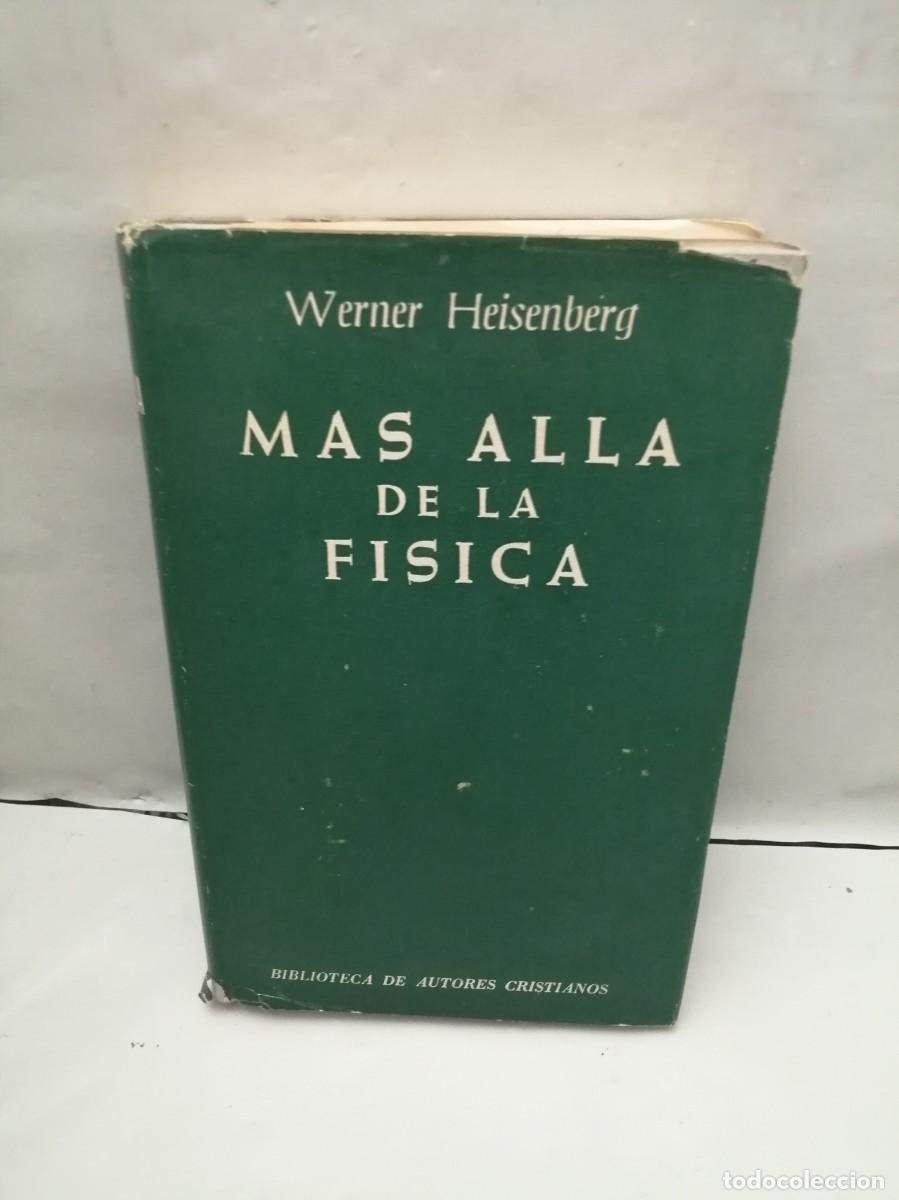 Werner Heisenberg
MAS ALLA
DE LA
FISICA
BIBLIOTECA DE AUTORES CRISTIANOS
todocoleccion